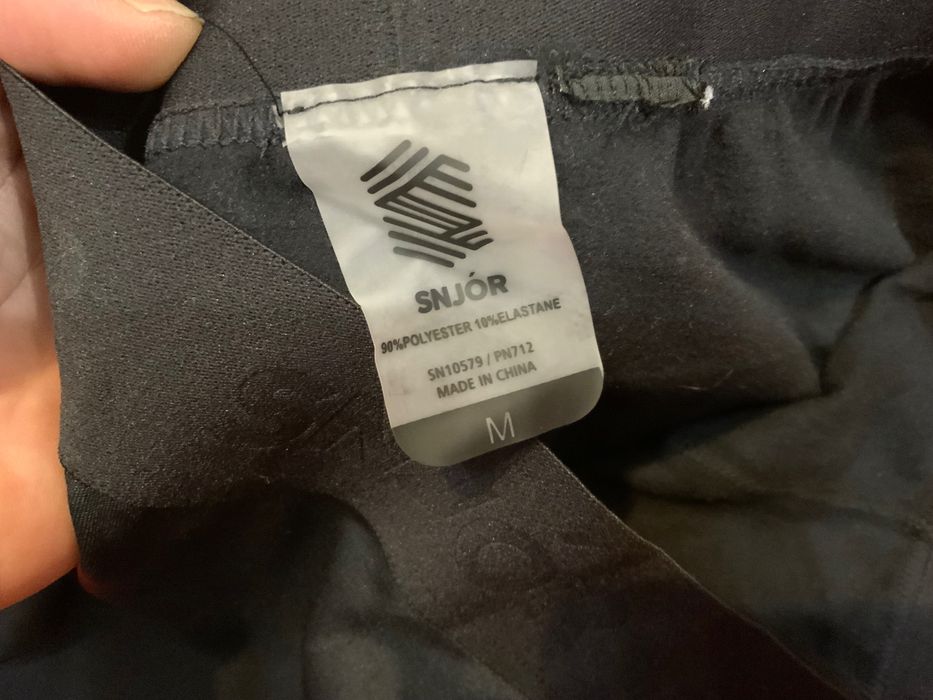 SNJÓR
90%POLYESTER 10%ELASTANE
SN10579 / PN712
MADE IN CHINA
M